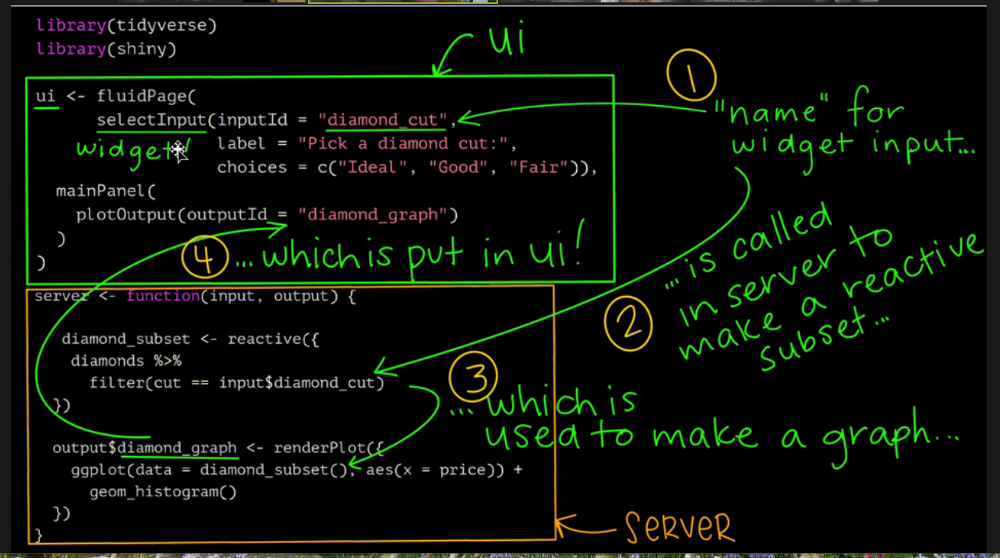 library(tidyverse)
library(shiny)
ui
ui <- fluidPage(
selectInput(inputId = "diamond_cut",
widget!
label = "Pick a diamond cut:",
choices = c("Ideal", "Good", "Fair")),
mainPanel(
plotOutput(outputId = "diamond_graph")
)
)
1
"name" for
widget input...
2
...is called
in server to
make a reactive
subset...
4 ...which is put in ui!
server <- function(input, output) {
diamond_subset <- reactive({
diamonds %>%
filter(cut == input$diamond_cut)
})
3
...which is
used to make a graph...
output$diamond_graph <- renderPlot({
ggplot(data = diamond_subset(), aes(x = price)) +
geom_histogram()
})
}
SERVER